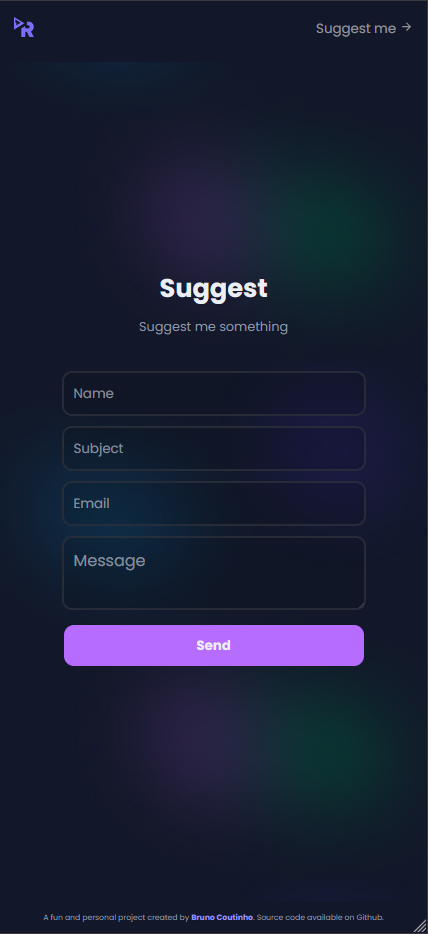 R
Suggest me →
Suggest
Suggest me something
Name
Subject
Email
Message
Send
A fun and personal project created by Bruno Coutinho. Source code available on Github.